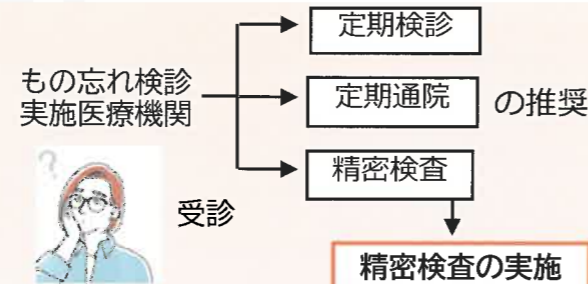 定期検診
もの忘れ検診
実施医療機関
定期通院
の推奨
精密検査
?
受診
精密検査の実施